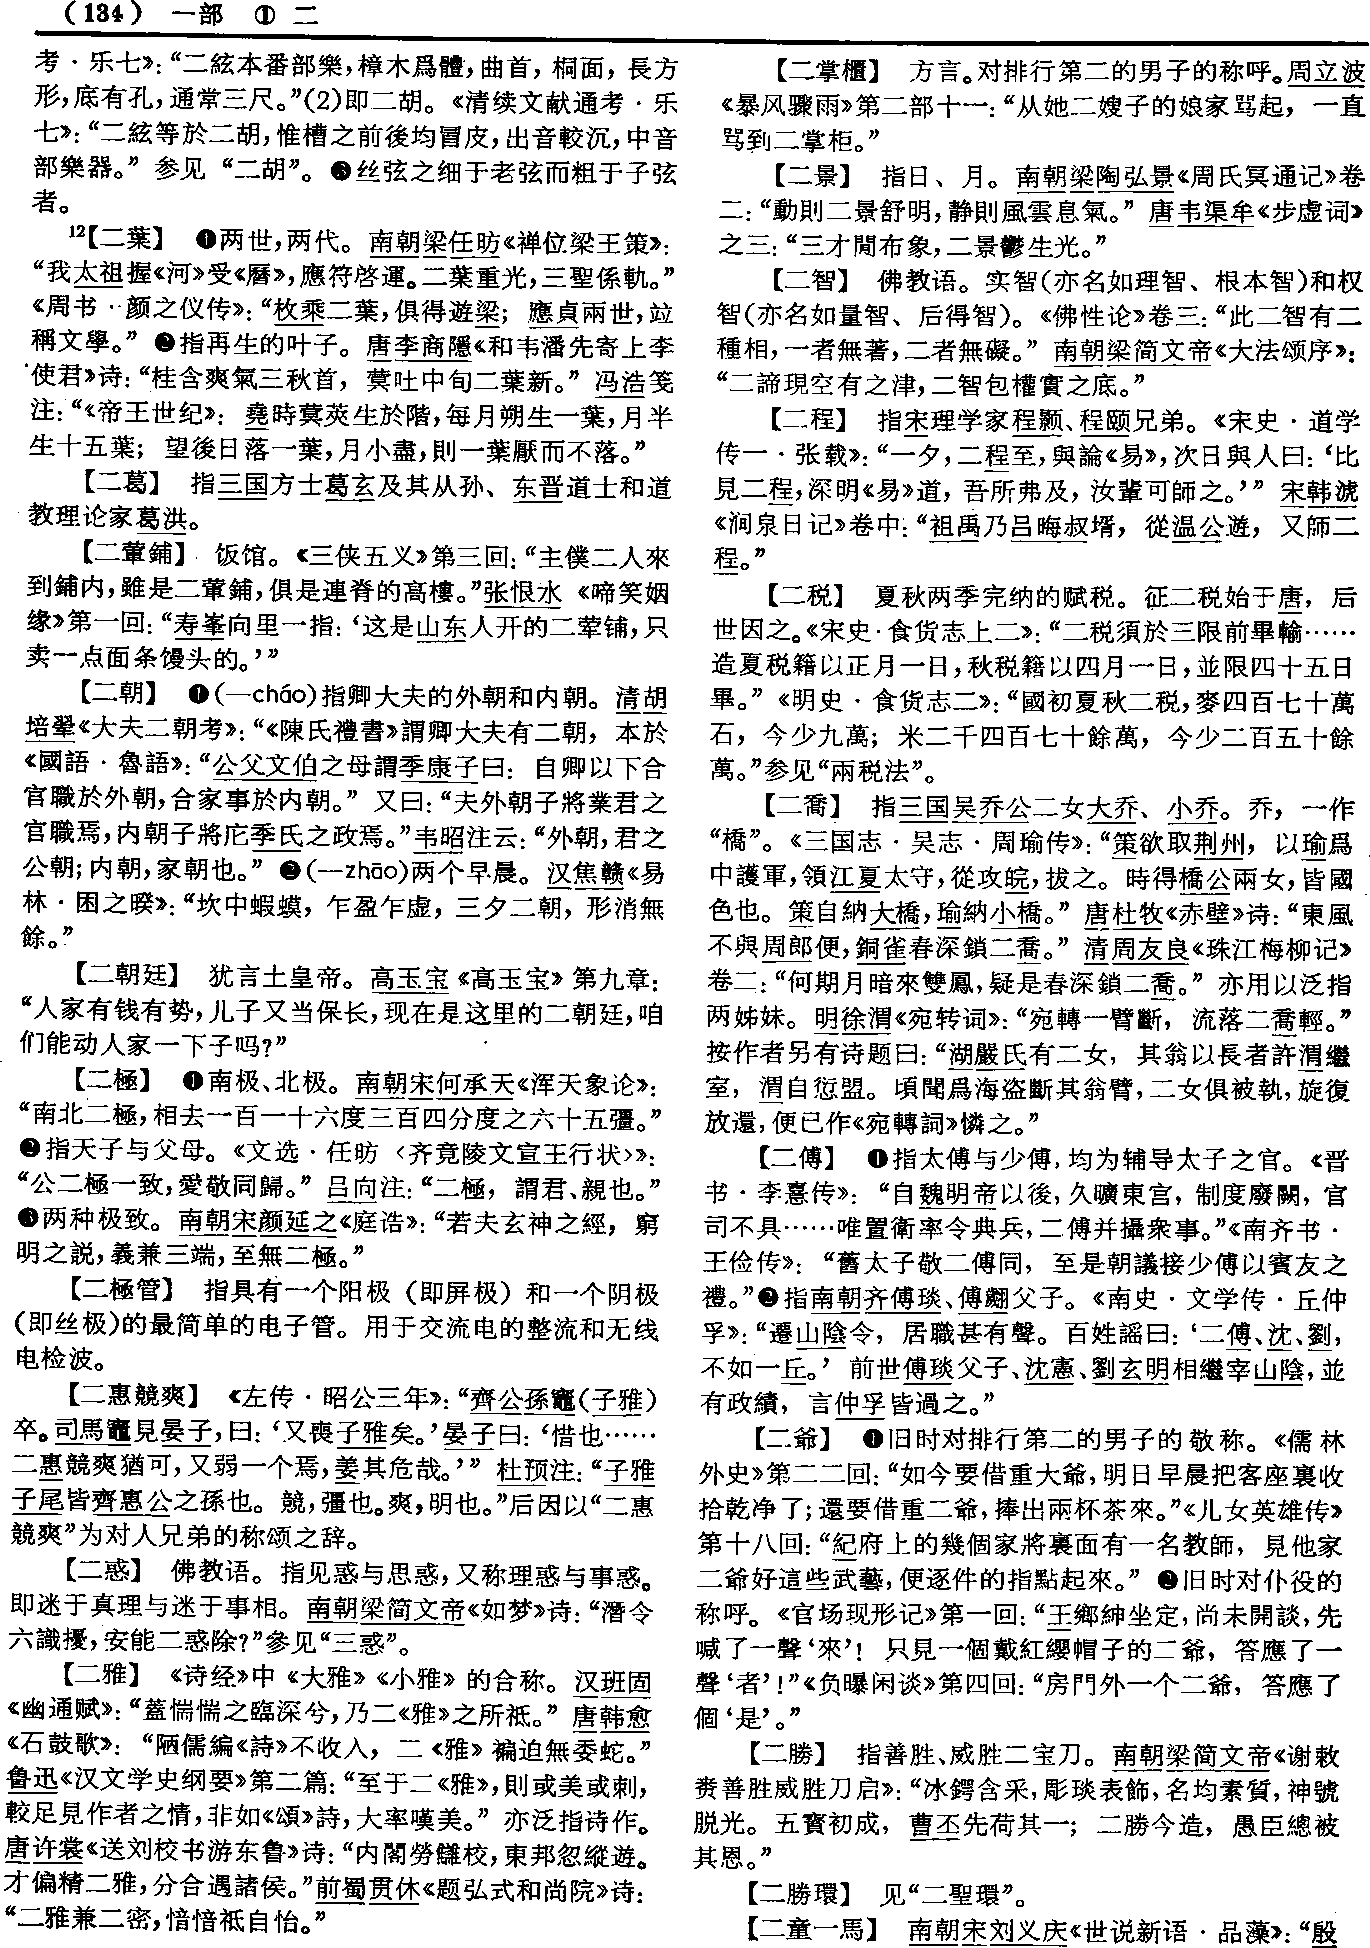 (134) 一部 ① 二
考·乐七》：“二絃本番部樂，樟木爲體，曲首，桐面，長方
形，底有孔，通常三尺。”(2)即二胡。《清续文献通考·乐
七》：“二絃等於二胡，惟槽之前後均冒皮，出音較沉，中音
部樂器。” 参见 “二胡”。❸丝弦之细于老弦而粗于子弦
者。
¹²【二葉】 ❶两世，两代。南朝梁任昉《禅位梁王策》：
“我太祖握《河》受《曆》，應符啓運。二葉重光，三聖係軌。”
《周书·颜之仪传》：“枚乘二葉，俱得遊梁；應貞兩世，竝
稱文學。” ❷指再生的叶子。唐李商隱《和韦潘先寄上李
使君》诗：“桂含爽氣三秋首，蓂吐中旬二葉新。” 冯浩笺
注：“《帝王世纪》：堯時蓂莢生於階，每月朔生一葉，月半
生十五葉；望後日落一葉，月小盡，則一葉厭而不落。”
【二葛】 指三国方士葛玄及其从孙、东晋道士和道
教理论家葛洪。
【二葷鋪】 饭馆。《三侠五义》第三回：“主僕二人來
到鋪内，雖是二葷鋪，俱是連脊的高樓。”张恨水《啼笑姻
缘》第一回：“寿峯向里一指：‘这是山东人开的二荤铺，只
卖一点面条馒头的。’”
【二朝】 ❶(—cháo)指卿大夫的外朝和内朝。清胡
培翬《大夫二朝考》：“《陳氏禮書》謂卿大夫有二朝，本於
《國語·魯語》：“公父文伯之母謂季康子曰：自卿以下合
官職於外朝，合家事於内朝。” 又曰：“夫外朝子將業君之
官職焉，内朝子將庀季氏之政焉。”韦昭注云：“外朝，君之
公朝；内朝，家朝也。” ❷(—zhāo)两个早晨。汉焦赣《易
林·困之暌》：“坎中蝦蟆，乍盈乍虚，三夕二朝，形消無
餘。”
【二朝廷】 犹言土皇帝。高玉宝《高玉宝》第九章：
“人家有钱有势，儿子又当保长，现在是这里的二朝廷，咱
们能动人家一下子吗？”
【二極】 ❶南极、北极。南朝宋何承天《浑天象论》：
“南北二極，相去一百一十六度三百四分度之六十五彊。”
❷指天子与父母。《文选·任昉〈齐竟陵文宣王行状〉》：
“公二極一致，愛敬同歸。” 吕向注：“二極，謂君、親也。”
❸两种极致。南朝宋颜延之《庭诰》：“若夫玄神之經，窮
明之説，義兼三端，至無二極。”
【二極管】 指具有一个阳极（即屏极）和一个阴极
(即丝极)的最简单的电子管。用于交流电的整流和无线
电检波。
【二惠競爽】 《左传·昭公三年》：“齊公孫竈(子雅)
卒。司馬竈見晏子，曰：‘又喪子雅矣。’晏子曰：‘惜也……
二惠競爽猶可，又弱一个焉，姜其危哉。’” 杜预注：“子雅
子尾皆齊惠公之孫也。競，彊也。爽，明也。”后因以“二惠
競爽”为对人兄弟的称颂之辞。
【二惑】 佛教语。指见惑与思惑，又称理惑与事惑。
即迷于真理与迷于事相。南朝梁简文帝《如梦》诗：“潛令
六識擾，安能二惑除？”参见“三惑”。
【二雅】 《诗经》中《大雅》《小雅》的合称。汉班固
《幽通赋》：“蓋惴惴之臨深兮，乃二《雅》之所祗。” 唐韩愈
《石鼓歌》：“陋儒編《詩》不收入，二《雅》褊迫無委蛇。”
鲁迅《汉文学史纲要》第二篇：“至于二《雅》，則或美或刺，
較足見作者之情，非如《頌》詩，大率嘆美。” 亦泛指诗作。
唐许裳《送刘校书游东鲁》诗：“内閣勞讎校，東邦忽縱遊。
才偏精二雅，分合遇諸侯。”前蜀贯休《题弘式和尚院》诗：
“二雅兼二密，愔愔祗自怡。”
【二掌櫃】 方言。对排行第二的男子的称呼。周立波
《暴风骤雨》第二部十一：“从她二嫂子的娘家骂起，一直
骂到二掌柜。”
【二景】 指日、月。南朝梁陶弘景《周氏冥通记》卷
二：“動則二景舒明，静則風雲息氣。” 唐韦渠牟《步虚词》
之三：“三才閒布象，二景鬱生光。”
【二智】 佛教语。实智(亦名如理智、根本智)和权
智(亦名如量智、后得智)。《佛性论》卷三：“此二智有二
種相，一者無著，二者無礙。” 南朝梁简文帝《大法颂序》：
“二諦現空有之津，二智包權實之底。”
【二程】 指宋理学家程颢、程颐兄弟。《宋史·道学
传一·张载》：“一夕，二程至，與論《易》，次日與人曰：‘比
見二程，深明《易》道，吾所弗及，汝輩可師之。’” 宋韩淲
《涧泉日记》卷中：“祖禹乃吕晦叔壻，從温公遊，又師二
程。”
【二税】 夏秋两季完纳的赋税。征二税始于唐，后
世因之。《宋史·食货志上二》：“二税須於三限前畢輸……
造夏税籍以正月一日，秋税籍以四月一日，並限四十五日
畢。” 《明史·食货志二》：“國初夏秋二税，麥四百七十萬
石，今少九萬；米二千四百七十餘萬，今少二百五十餘
萬。”参见“兩税法”。
【二喬】 指三国吴乔公二女大乔、小乔。乔，一作
“橋”。《三国志·吴志·周瑜传》：“策欲取荆州，以瑜爲
中護軍，領江夏太守，從攻皖，拔之。時得橋公兩女，皆國
色也。策自納大橋，瑜納小橋。” 唐杜牧《赤壁》诗：“東風
不與周郎便，銅雀春深鎖二喬。” 清周友良《珠江梅柳记》
卷二：“何期月暗來雙鳳，疑是春深鎖二喬。” 亦用以泛指
两姊妹。明徐渭《宛转词》：“宛轉一臂斷，流落二喬輕。”
按作者另有诗题曰：“湖嚴氏有二女，其翁以長者許渭繼
室，渭自愆盟。頃聞爲海盗斷其翁臂，二女俱被執，旋復
放還，便已作《宛轉詞》憐之。”
【二傅】 ❶指太傅与少傅，均为辅导太子之官。《晋
书·李憙传》：“自魏明帝以後，久曠東宫，制度廢闕，官
司不具……唯置衛率令典兵，二傅并攝衆事。”《南齐书·
王俭传》：“舊太子敬二傅同，至是朝議接少傅以賓友之
禮。”❷指南朝齐傅琰、傅翽父子。《南史·文学传·丘仲
孚》：“遷山陰令，居職甚有聲。百姓謡曰：‘二傅、沈、劉，
不如一丘。’ 前世傅琰父子、沈憲、劉玄明相繼宰山陰，並
有政績，言仲孚皆過之。”
【二爺】 ❶旧时对排行第二的男子的敬称。《儒林
外史》第二二回：“如今要借重大爺，明日早晨把客座裏收
拾乾净了；還要借重二爺，捧出兩杯茶來。”《儿女英雄传》
第十八回：“紀府上的幾個家將裏面有一名教師，見他家
二爺好這些武藝，便逐件的指點起來。” ❷旧时对仆役的
称呼。《官场现形记》第一回：“王鄉紳坐定，尚未開談，先
喊了一聲‘來’！只見一個戴紅纓帽子的二爺，答應了一
聲‘者’！”《负曝闲谈》第四回：“房門外一个二爺，答應了
個‘是’。”
【二勝】 指善胜、威胜二宝刀。南朝梁简文帝《谢敕
赉善胜威胜刀启》：“冰鍔含采，彫琰表飾，名均素質，神號
脱光。五寳初成，曹丕先荷其一；二勝今造，愚臣總被
其恩。”
【二勝環】 见“二聖環”。
【二童一馬】 南朝宋刘义庆《世说新语·品藻》：“殷